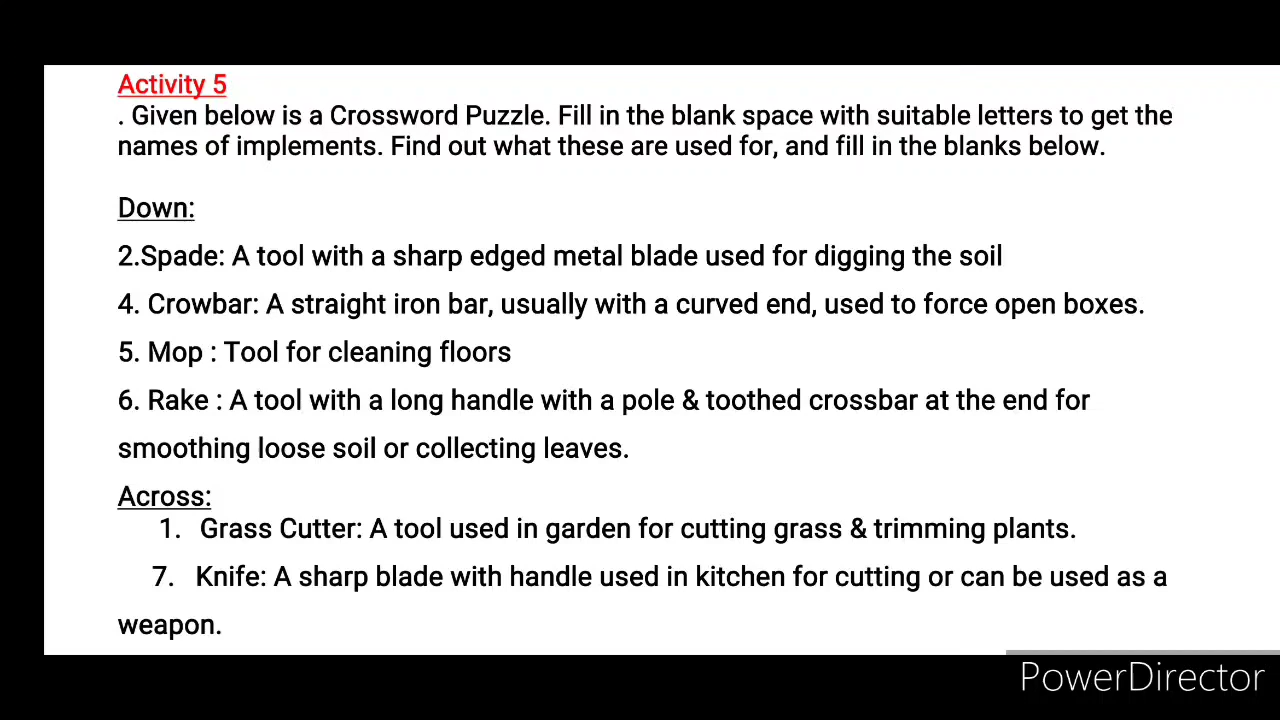 Activity 5
. Given below is a Crossword Puzzle. Fill in the blank space with suitable letters to get the
names of implements. Find out what these are used for, and fill in the blanks below.
Down:
2.Spade: A tool with a sharp edged metal blade used for digging the soil
4. Crowbar: A straight iron bar, usually with a curved end, used to force open boxes.
5. Mop : Tool for cleaning floors
6. Rake : A tool with a long handle with a pole & toothed crossbar at the end for
smoothing loose soil or collecting leaves.
Across:
1. Grass Cutter: A tool used in garden for cutting grass & trimming plants.
7. Knife: A sharp blade with handle used in kitchen for cutting or can be used as a
weapon.
PowerDirector